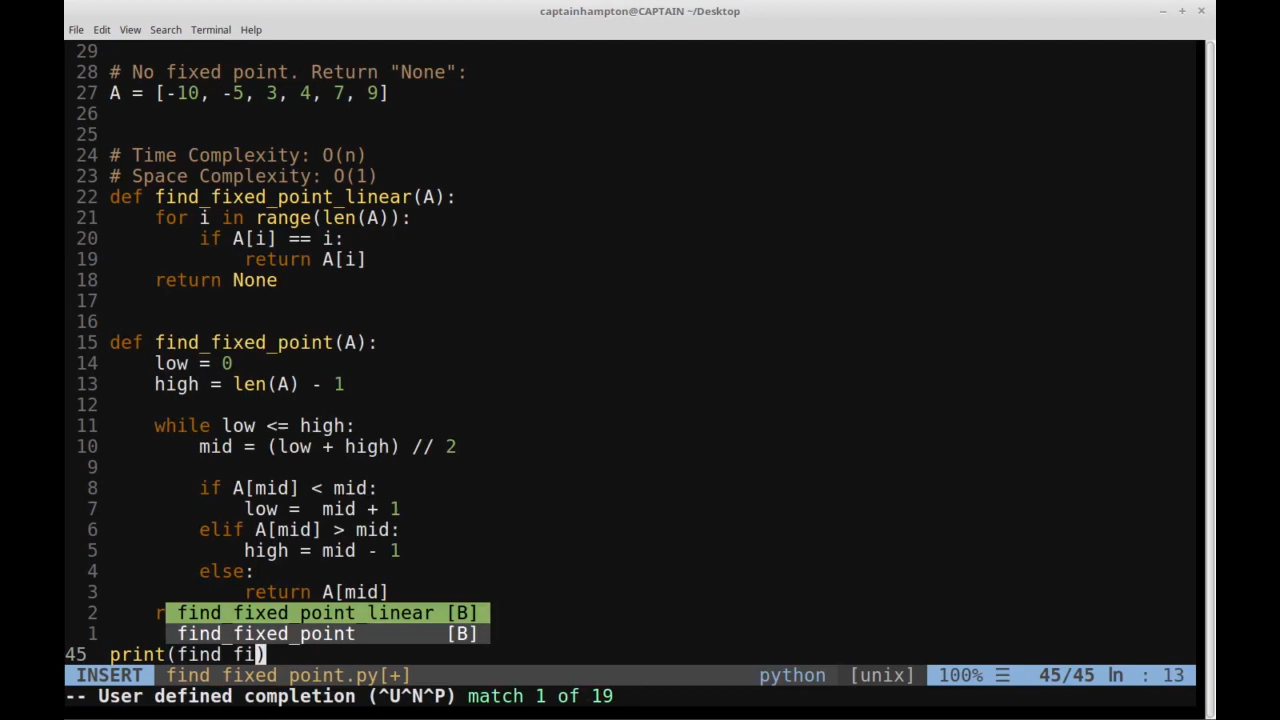 captainhampton@CAPTAIN ~/Desktop
File Edit View Search Terminal Help
29
28 # No fixed point. Return "None":
27 A = [-10, -5, 3, 4, 7, 9]
26
25
24 # Time Complexity: O(n)
23 # Space Complexity: O(1)
22 def find_fixed_point_linear(A):
21     for i in range(len(A)):
20         if A[i] == i:
19             return A[i]
18     return None
17
16
15 def find_fixed_point(A):
14     low = 0
13     high = len(A) - 1
12
11     while low <= high:
10         mid = (low + high) // 2
9
8         if A[mid] < mid:
7             low =  mid + 1
6         elif A[mid] > mid:
5             high = mid - 1
4         else:
3             return A[mid]
2     r find_fixed_point_linear [B]
1 find_fixed_point [B]
45 print(find_fi)
INSERT find_fixed_point.py[+] python [unix] 100% ☰ 45/45 ln : 13
-- User defined completion (^U^N^P) match 1 of 19